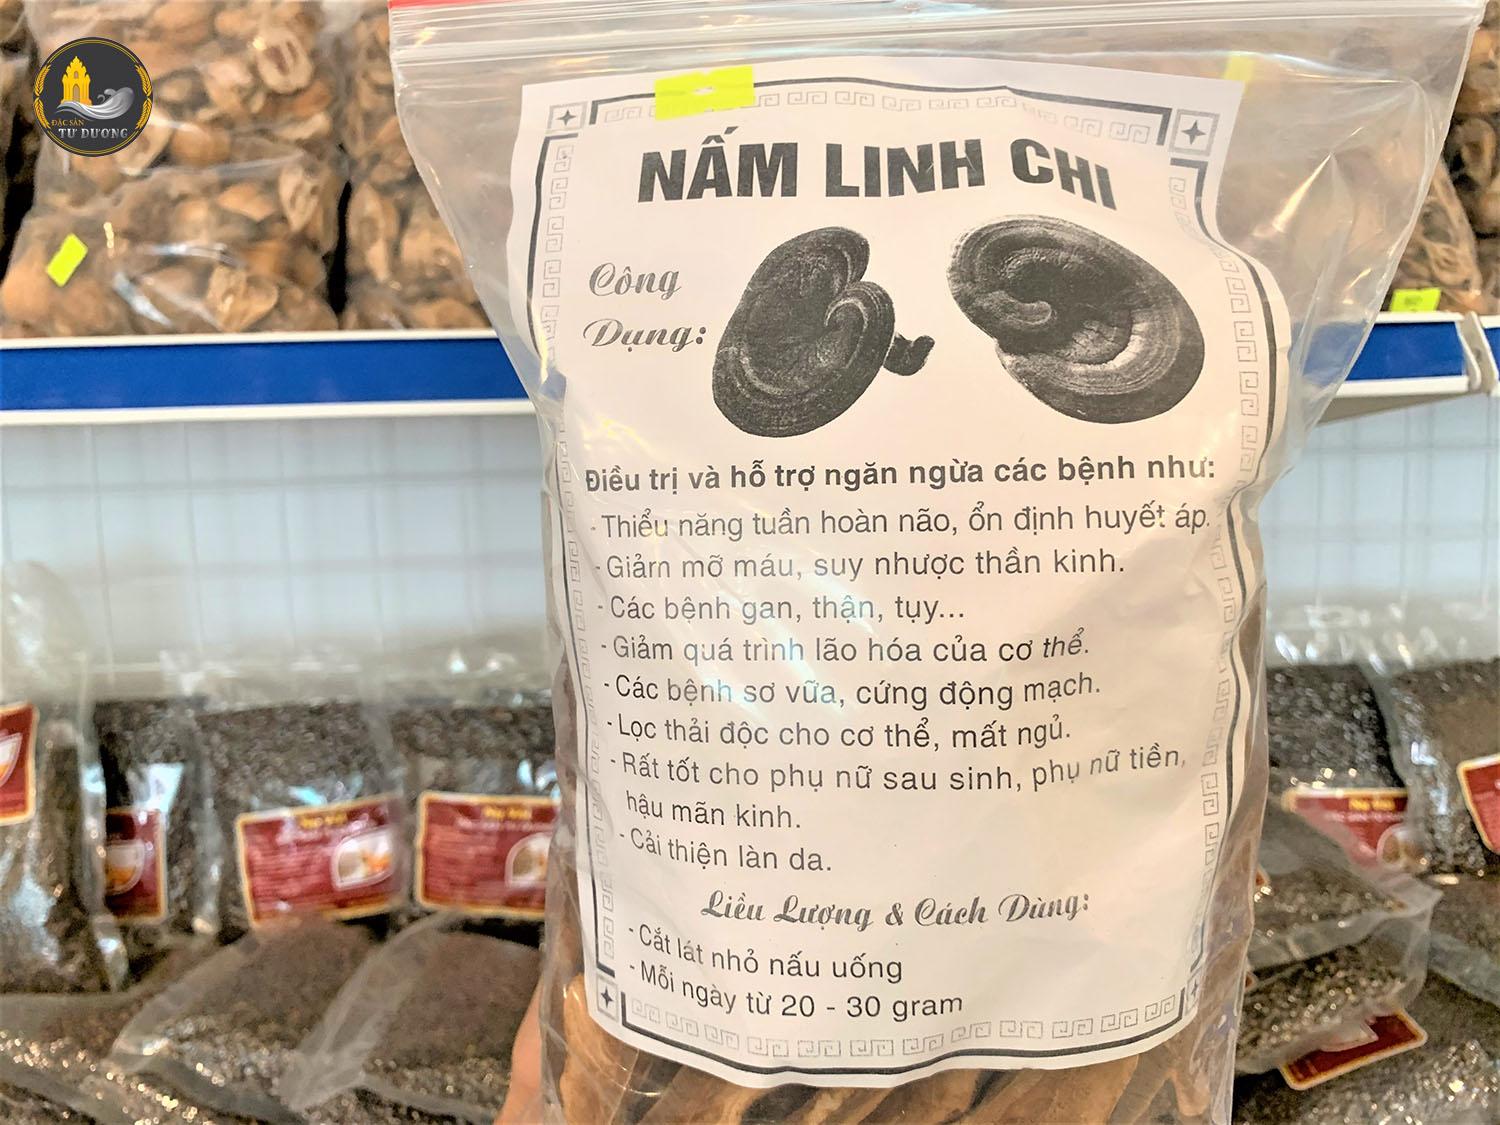 ĐẶC SẢN
TƯ DƯƠNG
NẤM LINH CHI
Công
Dụng:
Điều trị và hỗ trợ ngăn ngừa các bệnh như:
- Thiểu năng tuần hoàn não, ổn định huyết áp.
- Giảm mỡ máu, suy nhược thần kinh.
- Các bệnh gan, thận, tụy...
- Giảm quá trình lão hóa của cơ thể.
- Các bệnh sơ vữa, cứng động mạch.
- Lọc thải độc cho cơ thể, mất ngủ.
- Rất tốt cho phụ nữ sau sinh, phụ nữ tiền,
hậu mãn kinh.
- Cải thiện làn da.
Liều Lượng & Cách Dùng:
- Cắt lát nhỏ nấu uống
- Mỗi ngày từ 20 - 30 gram